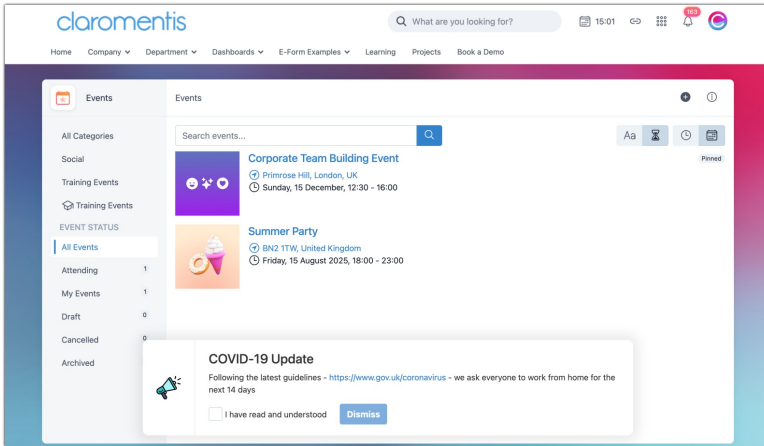 claromentis
What are you looking for?
15:01
163
Home Company Department Dashboards E-Form Examples Learning Projects Book a Demo
Events
Events
All Categories
Social
Training Events
Training Events
EVENT STATUS
All Events
Attending 1
My Events 1
Draft 0
Cancelled 0
Archived
Search events...
Aa
Corporate Team Building Event
Pinned
Primrose Hill, London, UK
Sunday, 15 December, 12:30 - 16:00
Summer Party
BN2 1TW, United Kingdom
Friday, 15 August 2025, 18:00 - 23:00
COVID-19 Update
Following the latest guidelines - https://www.gov.uk/coronavirus - we ask everyone to work from home for the
next 14 days
I have read and understood Dismiss